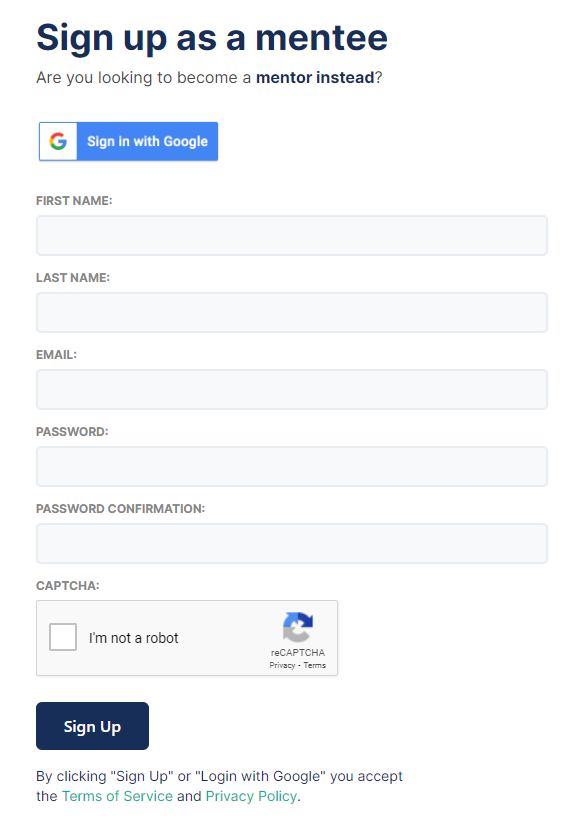 Sign up as a mentee
Are you looking to become a mentor instead?
Sign in with Google
FIRST NAME:
LAST NAME:
EMAIL:
PASSWORD:
PASSWORD CONFIRMATION:
CAPTCHA:
I'm not a robot
reCAPTCHA
Privacy - Terms
Sign Up
By clicking "Sign Up" or "Login with Google" you accept
the Terms of Service and Privacy Policy.